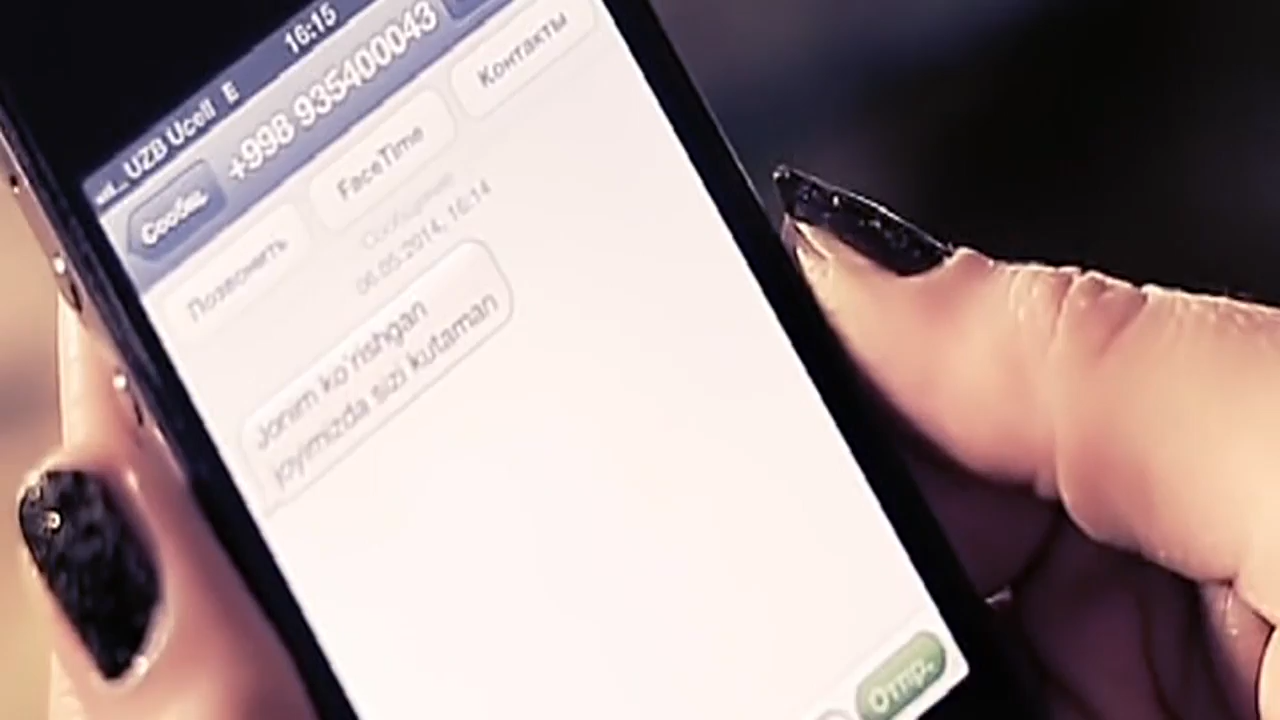 UZB Ucell E 16:15
Сообщ. +998 935400043
Позвонить FaceTime Контакты
Сообщение
06.05.2014, 16:14
Jonim ko'rishgan
joyimizda sizi kutaman
Отпр.